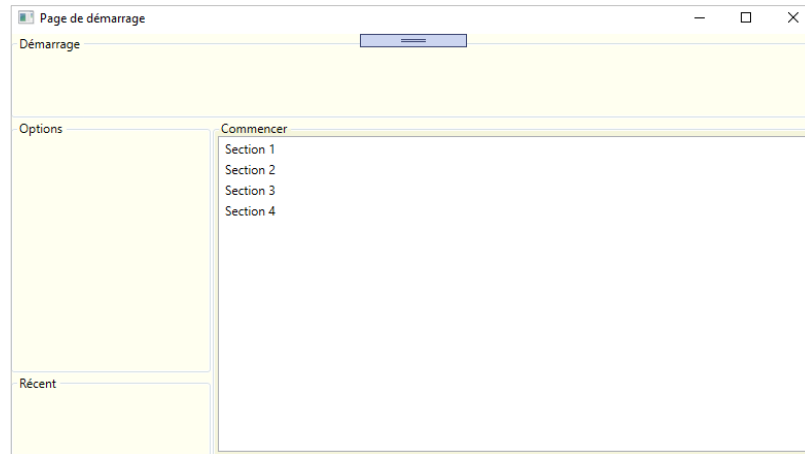 Page de démarrage
Démarrage
Options
Commencer
Section 1
Section 2
Section 3
Section 4
Récent